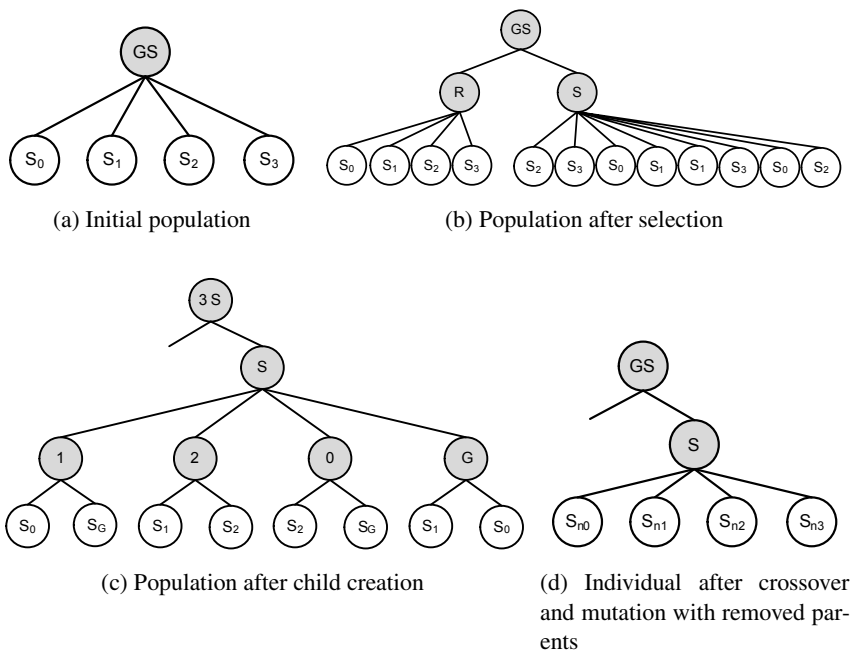 GS
S₀ S₁ S₂ S₃
(a) Initial population
GS
R S
S₀ S₁ S₂ S₃ S₂ S₃ S₀ S₁ S₁ S₃ S₀ S₂
(b) Population after selection
3 S
S
1 2 0 G
S₀ S_G S₁ S₂ S₂ S_G S₁ S₀
(c) Population after child creation
GS
S
Sₙ₀ Sₙ₁ Sₙ₂ Sₙ₃
(d) Individual after crossover
and mutation with removed par-
ents